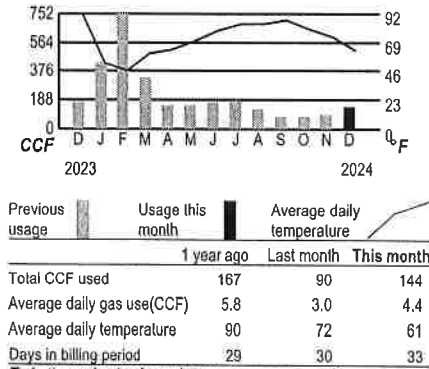 752 92
564 69
376 46
188 23
0 0
CCF D J F M A M J J A S O N D °F
2023 2024
Previous usage Usage this month Average daily temperature
1 year ago Last month This month
Total CCF used 167 90 144
Average daily gas use(CCF) 5.8 3.0 4.4
Average daily temperature 90 72 61
Days in billing period 29 30 33